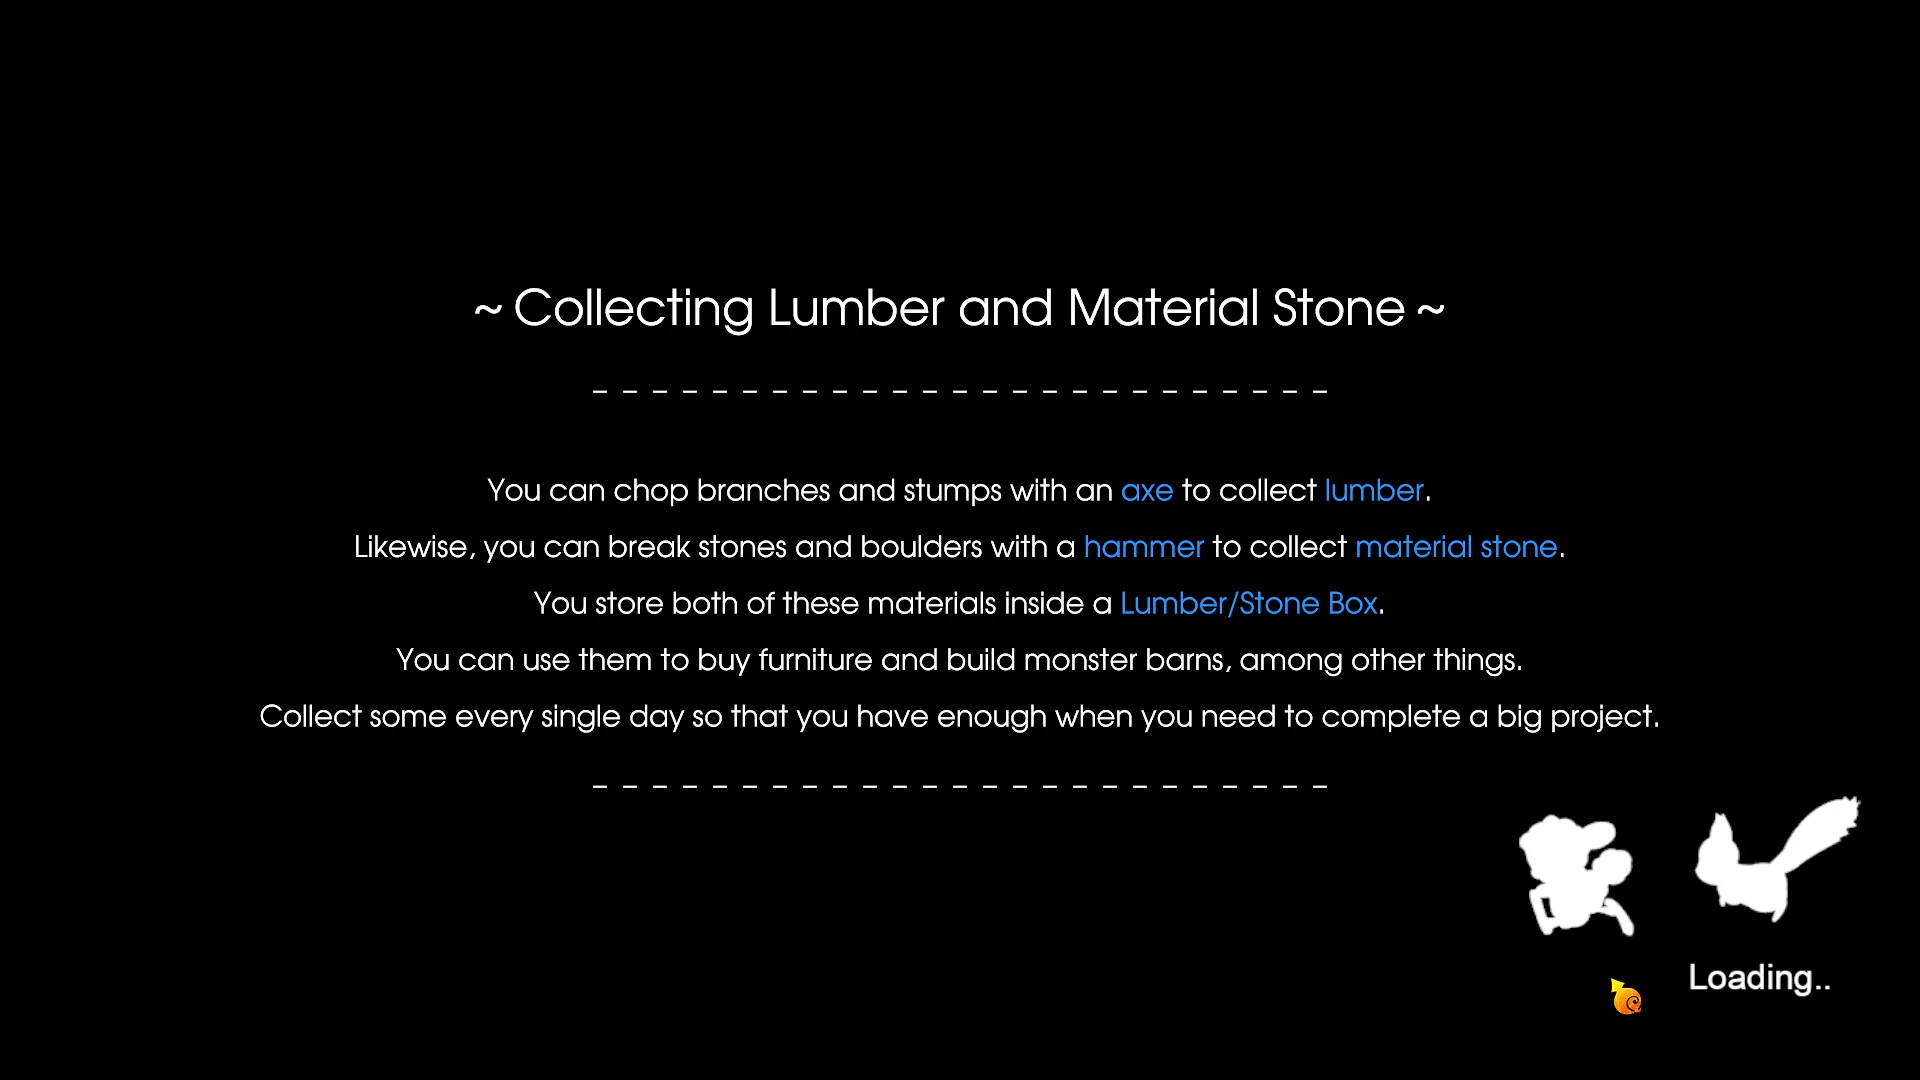 ~ Collecting Lumber and Material Stone ~
– – – – – – – – – – – – – – – – – – – – – – – – –
You can chop branches and stumps with an axe to collect lumber.
Likewise, you can break stones and boulders with a hammer to collect material stone.
You store both of these materials inside a Lumber/Stone Box.
You can use them to buy furniture and build monster barns, among other things.
Collect some every single day so that you have enough when you need to complete a big project.
– – – – – – – – – – – – – – – – – – – – – – – – –
Loading..